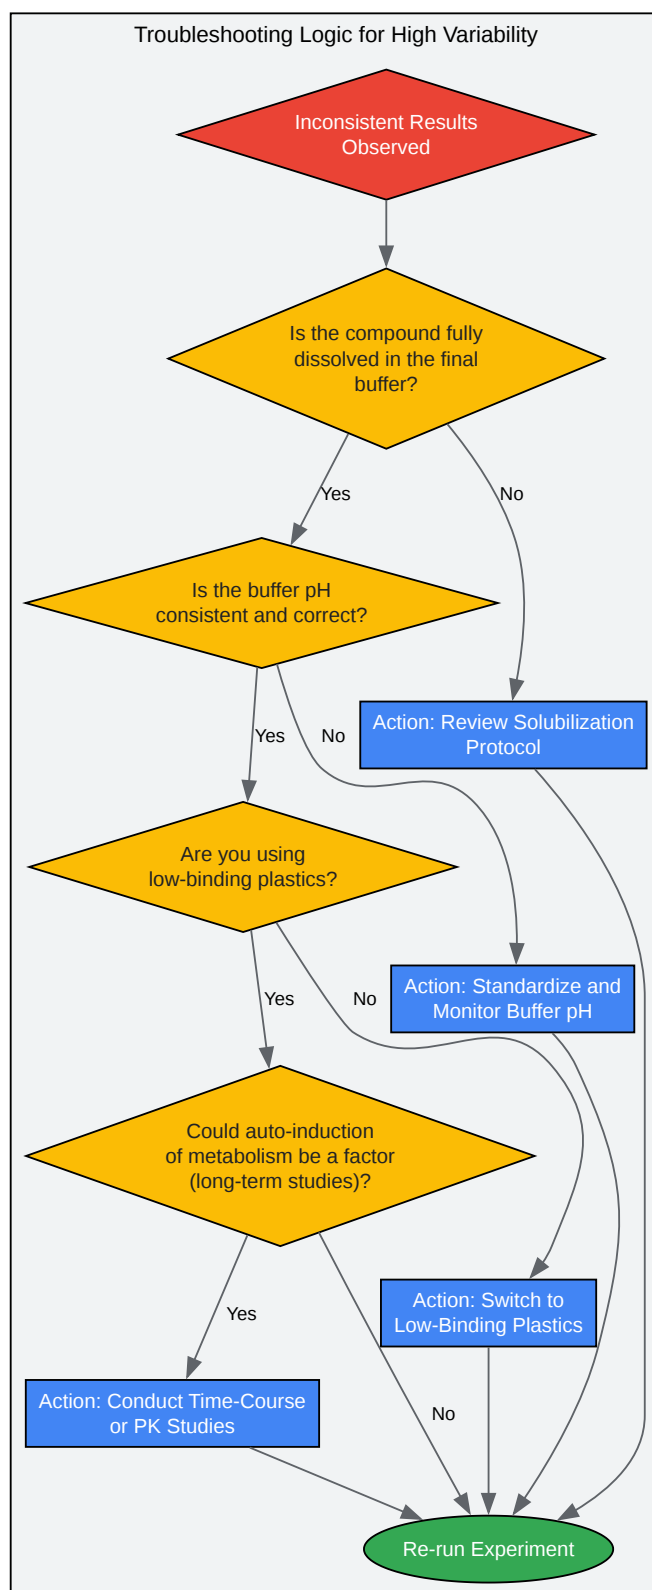 Troubleshooting Logic for High Variability
Inconsistent Results
Observed
Is the compound fully
dissolved in the final
buffer?
Yes
No
Is the buffer pH
consistent and correct?
Action: Review Solubilization
Protocol
Yes
No
Are you using
low-binding plastics?
Action: Standardize and
Monitor Buffer pH
Yes
No
Could auto-induction
of metabolism be a factor
(long-term studies)?
Action: Switch to
Low-Binding Plastics
Yes
Action: Conduct Time-Course
or PK Studies
No
Re-run Experiment